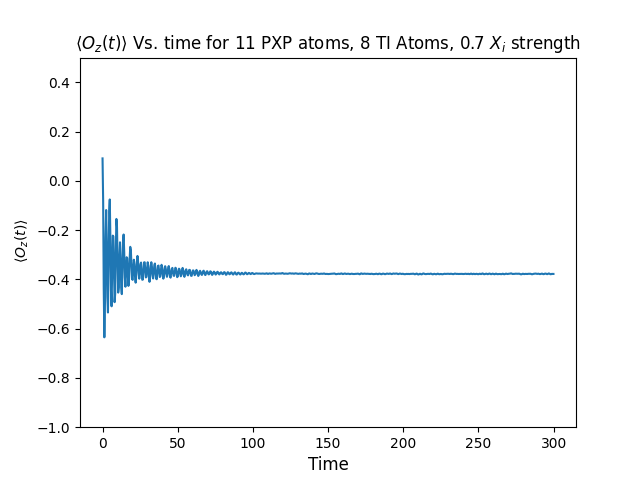 ⟨O_z(t)⟩ Vs. time for 11 PXP atoms, 8 TI Atoms, 0.7 X_i strength
0.4
0.2
0.0
−0.2
⟨O_z(t)⟩
−0.4
−0.6
−0.8
−1.0
0 50 100 150 200 250 300
Time